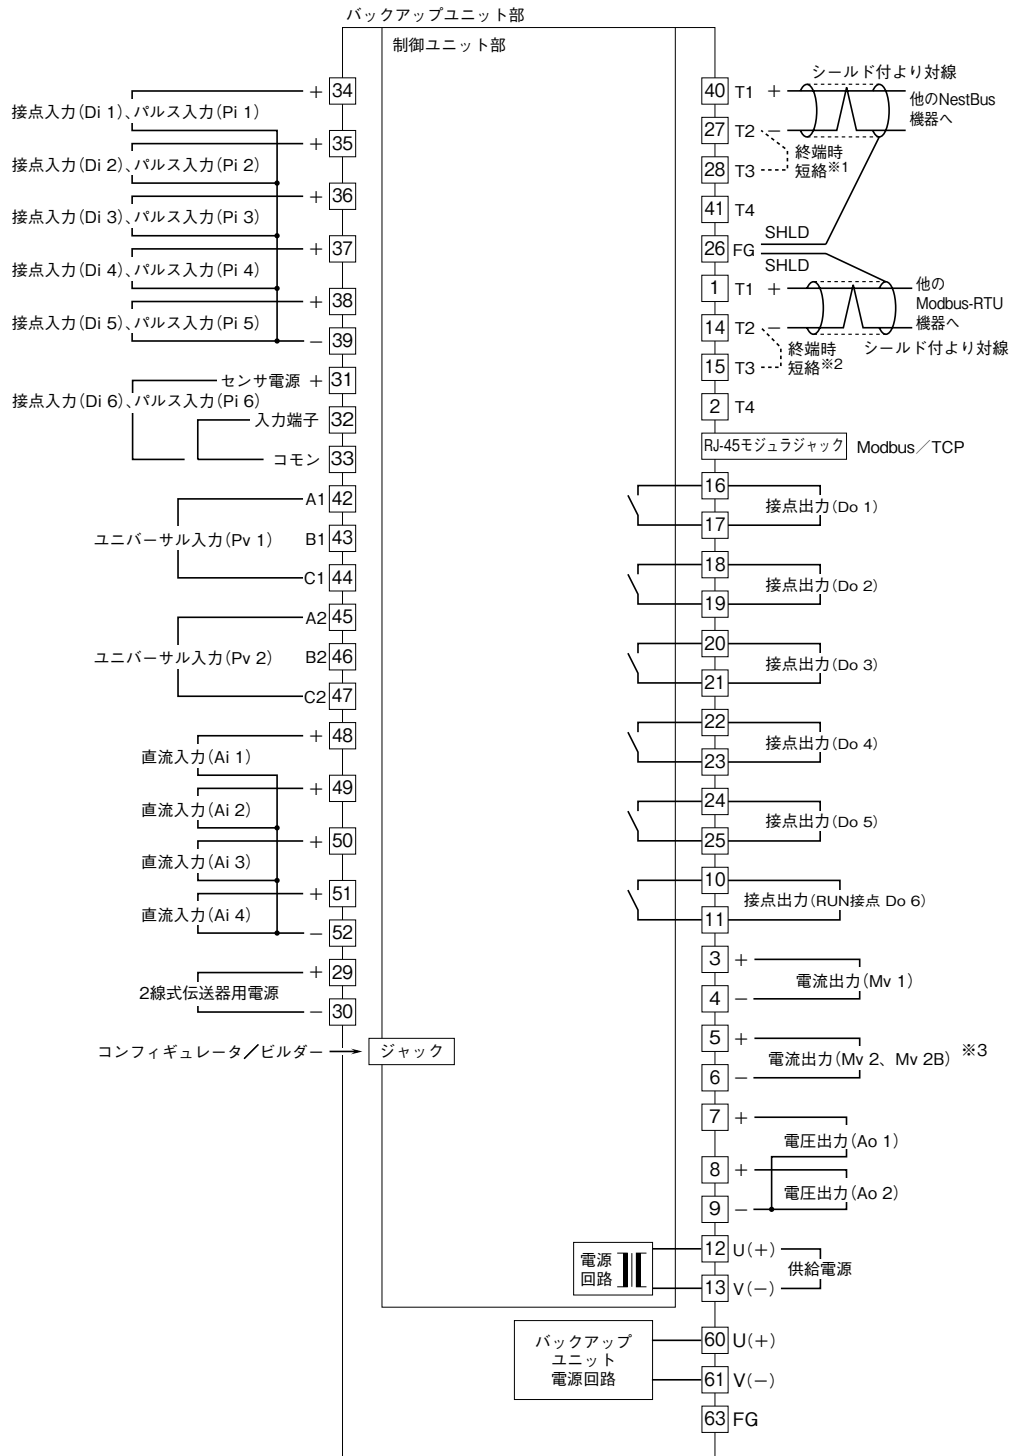 バックアップユニット部
制御ユニット部
接点入力(Di 1)、パルス入力(Pi 1)
+ 34
接点入力(Di 2)、パルス入力(Pi 2)
+ 35
接点入力(Di 3)、パルス入力(Pi 3)
+ 36
接点入力(Di 4)、パルス入力(Pi 4)
+ 37
接点入力(Di 5)、パルス入力(Pi 5)
+ 38
− 39
接点入力(Di 6)、パルス入力(Pi 6)
センサ電源 + 31
入力端子 32
コモン 33
A1 42
ユニバーサル入力(Pv 1) B1 43
C1 44
A2 45
ユニバーサル入力(Pv 2) B2 46
C2 47
+ 48
直流入力(Ai 1)
+ 49
直流入力(Ai 2)
+ 50
直流入力(Ai 3)
+ 51
直流入力(Ai 4)
− 52
+ 29
2線式伝送器用電源
− 30
コンフィギュレータ/ビルダー
ジャック
シールド付より対線
40 T1 +
他のNestBus
機器へ
27 T2 −
終端時
短絡※1
28 T3
41 T4
SHLD
26 FG
SHLD
1 T1 +
他の
Modbus-RTU
機器へ
14 T2 −
終端時
短絡※2
シールド付より対線
15 T3
2 T4
RJ-45モジュラジャック Modbus/TCP
16
接点出力(Do 1)
17
18
接点出力(Do 2)
19
20
接点出力(Do 3)
21
22
接点出力(Do 4)
23
24
接点出力(Do 5)
25
10
接点出力(RUN接点 Do 6)
11
3 +
電流出力(Mv 1)
4 −
5 +
電流出力(Mv 2、Mv 2B) ※3
6 −
7 +
電圧出力(Ao 1)
8 +
電圧出力(Ao 2)
9 −
電源
回路
12 U(+)
供給電源
13 V(−)
バックアップ
ユニット
電源回路
60 U(+)
61 V(−)
63 FG